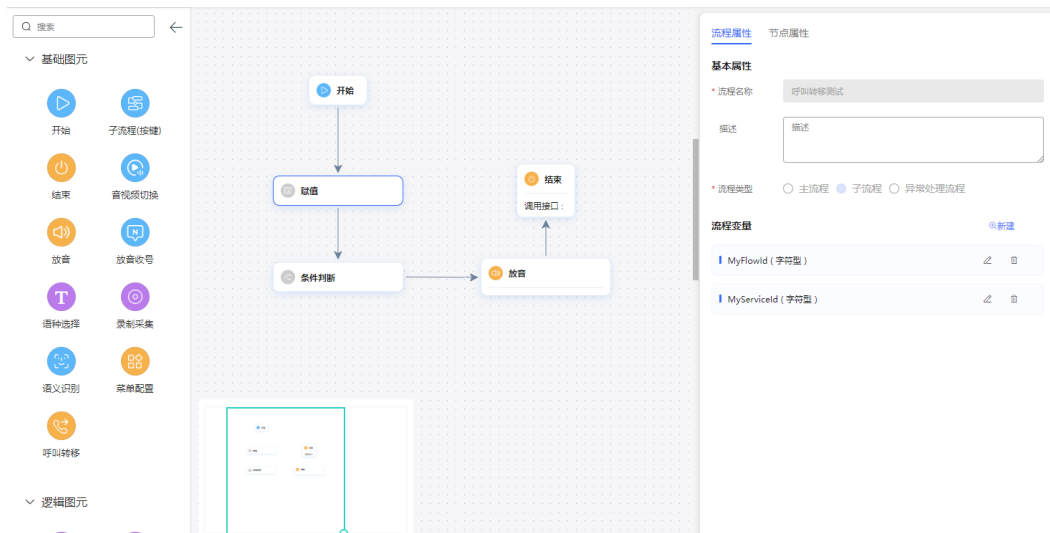 搜索
基础图元
开始
子流程(按键)
结束
音视频切换
放音
放音收号
T
N
语种选择
录制采集
语义识别
菜单配置
呼叫转移
逻辑图元
开始
赋值
条件判断
放音
结束
调用接口：
流程属性 节点属性
基本属性
* 流程名称 呼叫转移测试
描述 描述
* 流程类型 主流程 子流程 异常处理流程
流程变量 新建
MyFlowId ( 字符型 )
MyServiceId ( 字符型 )